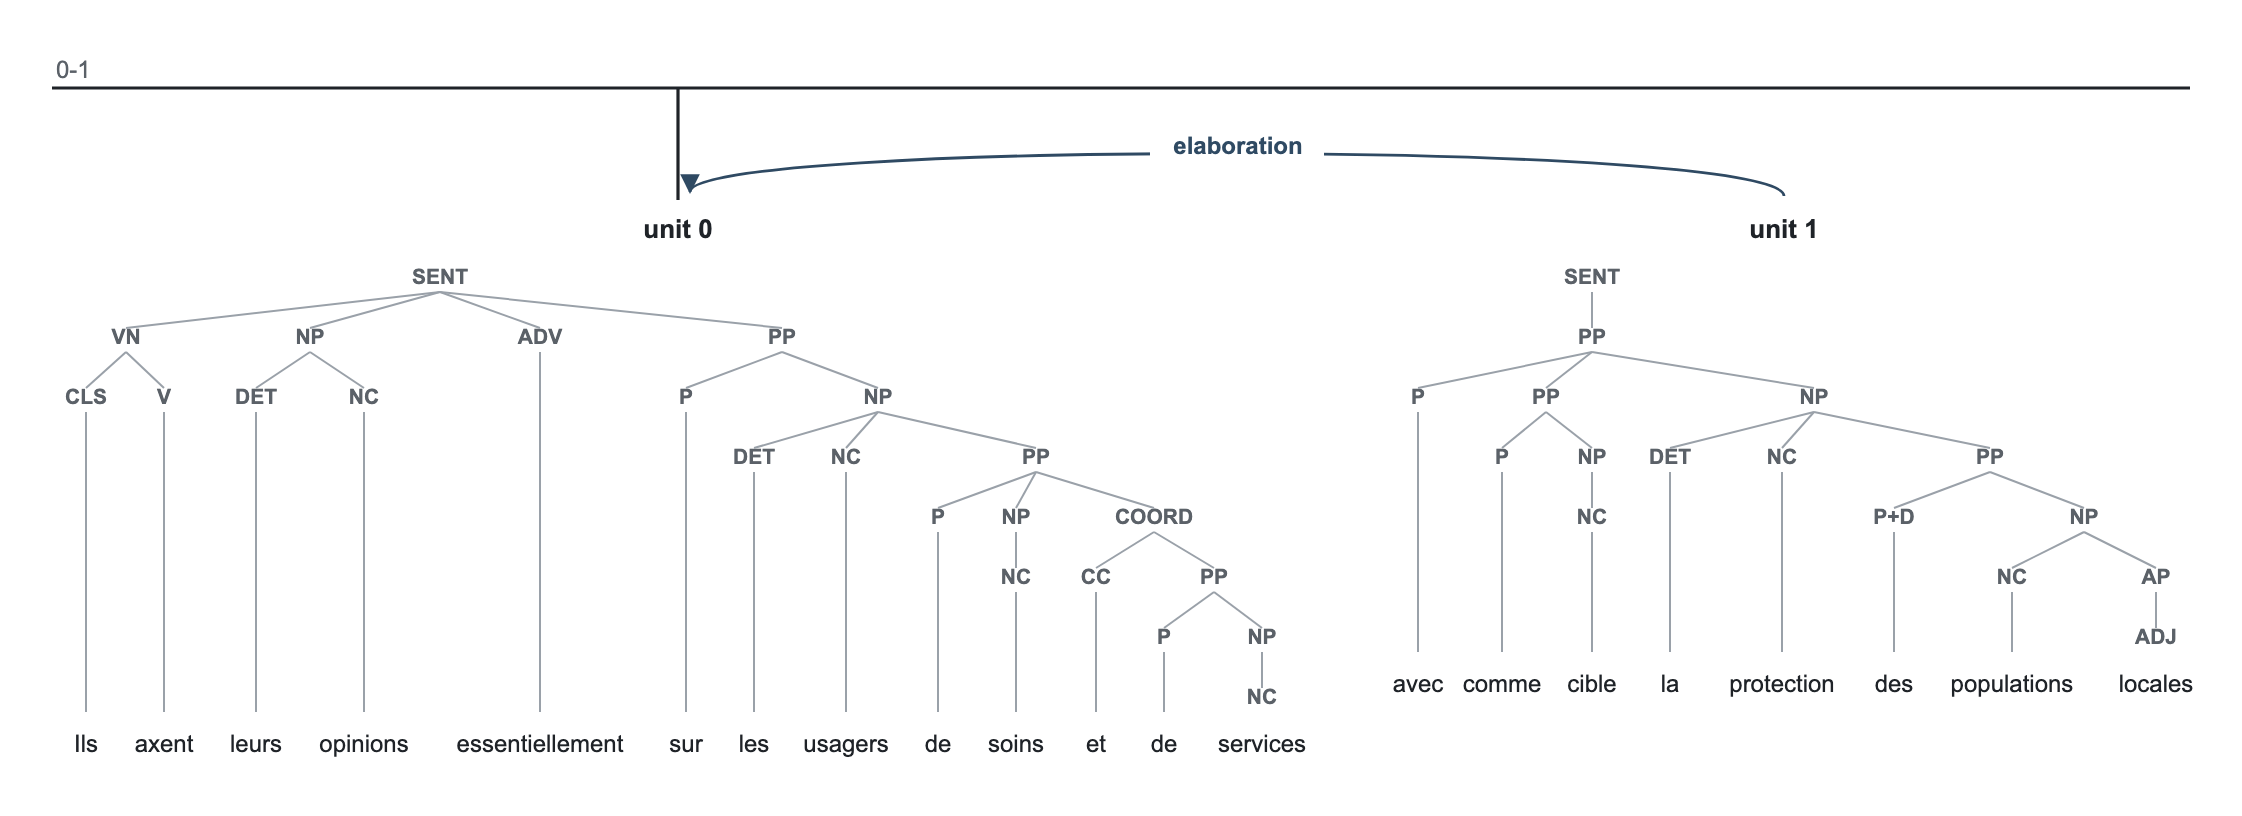 0-1
elaboration
unit 0 unit 1
SENT SENT
VN NP ADV PP PP
CLS V DET NC P NP P PP NP
DET NC PP P NP DET NC PP
P NP COORD NC P+D NP
NC CC PP NC AP
P NP ADJ
avec comme cible la protection des populations locales
NC
Ils axent leurs opinions essentiellement sur les usagers de soins et de services